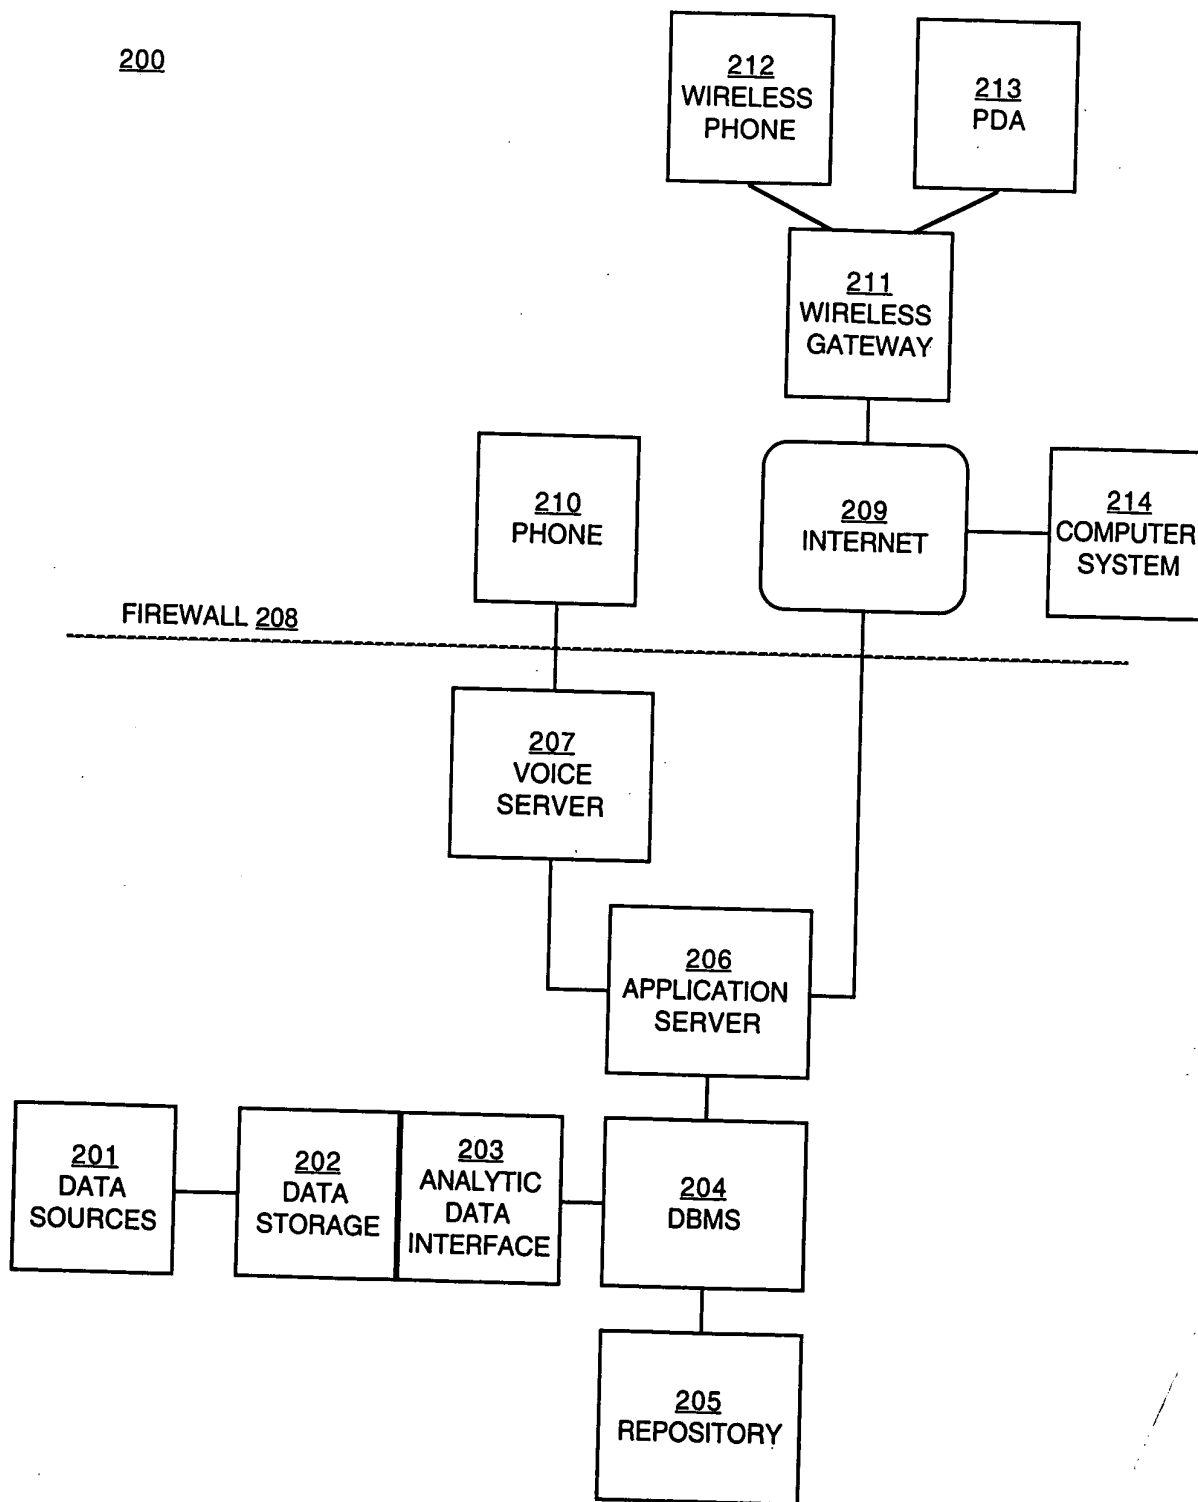 200
212
WIRELESS
PHONE
213
PDA
211
WIRELESS
GATEWAY
210
PHONE
209
INTERNET
214
COMPUTER
SYSTEM
FIREWALL 208
207
VOICE
SERVER
206
APPLICATION
SERVER
201
DATA
SOURCES
202
DATA
STORAGE
203
ANALYTIC
DATA
INTERFACE
204
DBMS
205
REPOSITORY